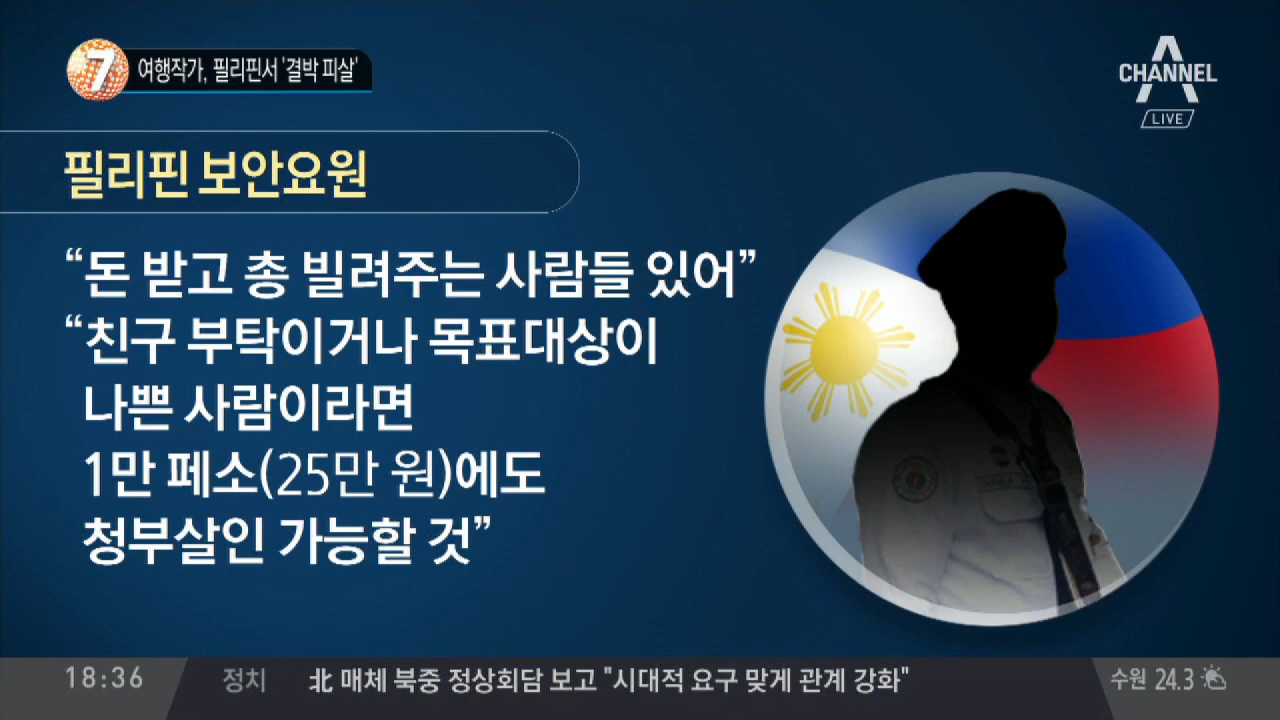 7 여행작가, 필리핀서 '결박 피살'
CHANNEL A
LIVE
필리핀 보안요원
“돈 받고 총 빌려주는 사람들 있어”
“친구 부탁이거나 목표대상이
나쁜 사람이라면
1만 페소(25만 원)에도
청부살인 가능할 것”
18:36 정치 北 매체 북중 정상회담 보고 "시대적 요구 맞게 관계 강화" 수원 24.3